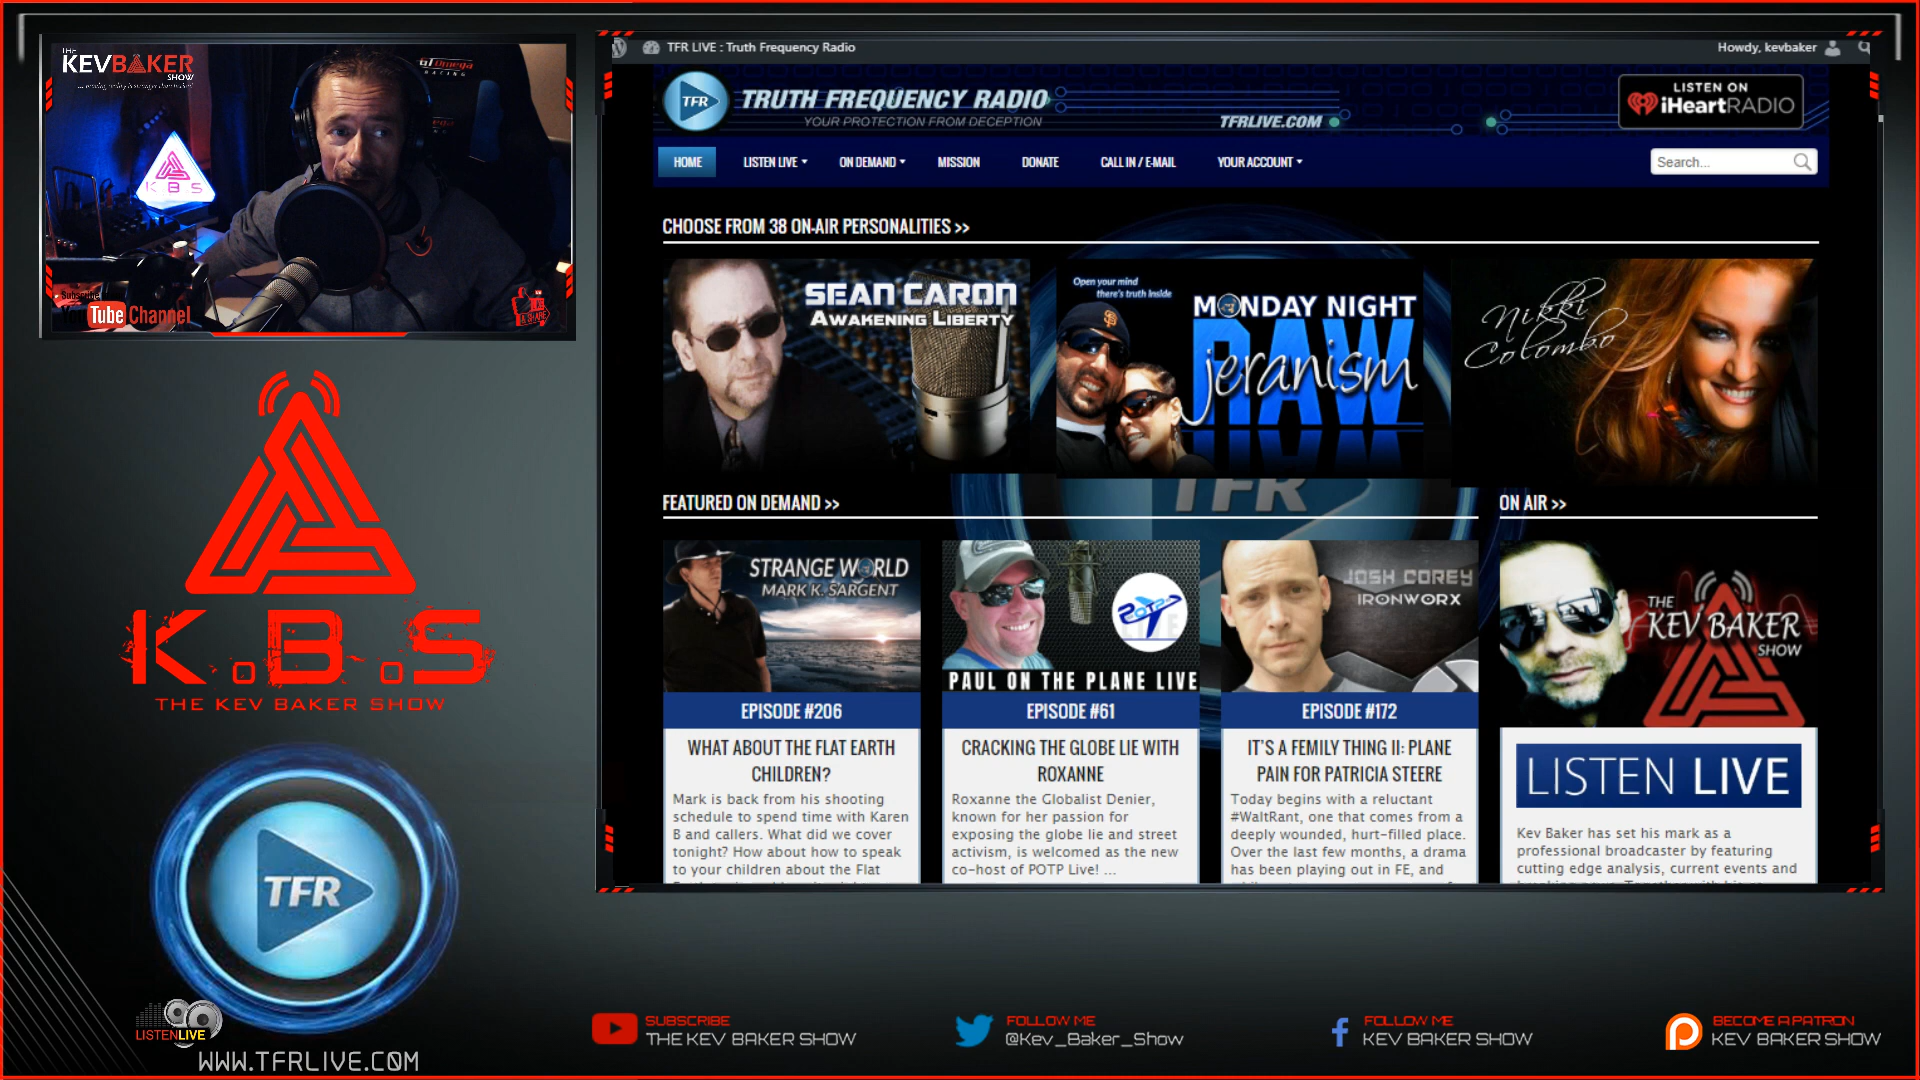 THE
KEVBAKER
SHOW
GT Omega
RACING
K.B.S
Subscribe
You Tube Channel
& SHARE
K.B.S
THE KEV BAKER SHOW
TFR
LISTENLIVE
WWW.TFRLIVE.COM
TFR LIVE : Truth Frequency Radio
Howdy, kevbaker
TFR
TRUTH FREQUENCY RADIO
YOUR PROTECTION FROM DECEPTION
TFRLIVE.COM
LISTEN ON
iHeartRADIO
HOME
LISTEN LIVE
ON DEMAND
MISSION
DONATE
CALL IN / E-MAIL
YOUR ACCOUNT
Search...
CHOOSE FROM 38 ON-AIR PERSONALITIES >>
SEAN CARON
AWAKENING LIBERTY
Open your mind
there's truth inside
MONDAY NIGHT
RAW
jeranism
Nikki
Colombo
TFR
FEATURED ON DEMAND >>
STRANGE WORLD
MARK K. SARGENT
EPISODE #206
WHAT ABOUT THE FLAT EARTH
CHILDREN?
Mark is back from his shooting
schedule to spend time with Karen
B and callers. What did we cover
tonight? How about how to speak
to your children about the Flat
POTP
LIVE
PAUL ON THE PLANE LIVE
EPISODE #61
CRACKING THE GLOBE LIE WITH
ROXANNE
Roxanne the Globalist Denier,
known for her passion for
exposing the globe lie and street
activism, is welcomed as the new
co-host of POTP Live! ...
JOSH COREY
IRONWORX
EPISODE #172
IT'S A FEMILY THING II: PLANE
PAIN FOR PATRICIA STEERE
Today begins with a reluctant
#WaltRant, one that comes from a
deeply wounded, hurt-filled place.
Over the last few months, a drama
has been playing out in FE, and
ON AIR >>
THE
KEV BAKER
SHOW
LISTEN LIVE
Kev Baker has set his mark as a
professional broadcaster by featuring
cutting edge analysis, current events and
SUBSCRIBE
THE KEV BAKER SHOW
FOLLOW ME
@Kev_Baker_Show
FOLLOW ME
KEV BAKER SHOW
BECOME A PATRON
KEV BAKER SHOW